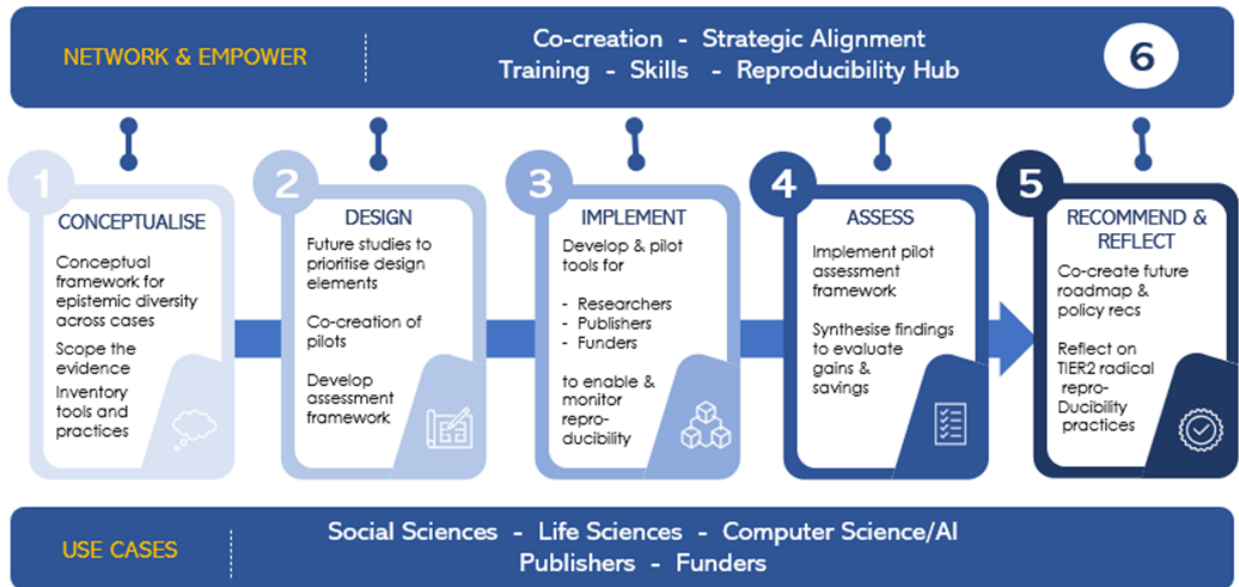 NETWORK & EMPOWER
Co-creation - Strategic Alignment
Training - Skills - Reproducibility Hub
6
1
CONCEPTUALISE
Conceptual
framework for
epistemic diversity
across cases
Scope the
evidence
Inventory
tools and
practices
2
DESIGN
Future studies to
prioritise design
elements
Co-creation of
pilots
Develop
assessment
framework
3
IMPLEMENT
Develop & pilot
tools for
- Researchers
- Publishers
- Funders
to enable &
monitor
repro-
ducibility
4
ASSESS
Implement pilot
assessment
framework
Synthesise findings
to evaluate
gains &
savings
5
RECOMMEND &
REFLECT
Co-create future
roadmap &
policy recs
Reflect on
TIER2 radical
repro-
Ducibility
practices
USE CASES
Social Sciences - Life Sciences - Computer Science/AI
Publishers - Funders